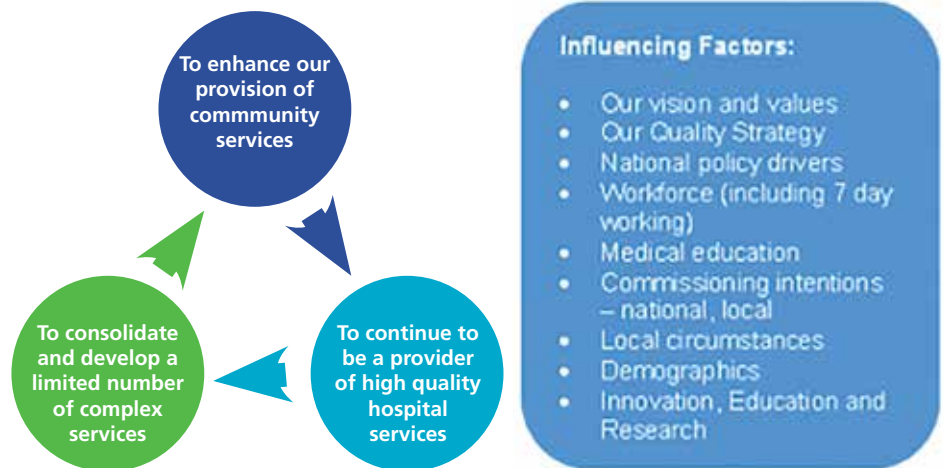 To enhance our
provision of
commmunity
services
To continue to
be a provider
of high quality
hospital
services
To consolidate
and develop a
limited number
of complex
services
Influencing Factors:
• Our vision and values
• Our Quality Strategy
• National policy drivers
• Workforce (including 7 day
working)
• Medical education
• Commissioning intentions
– national, local
• Local circumstances
• Demographics
• Innovation, Education and
Research